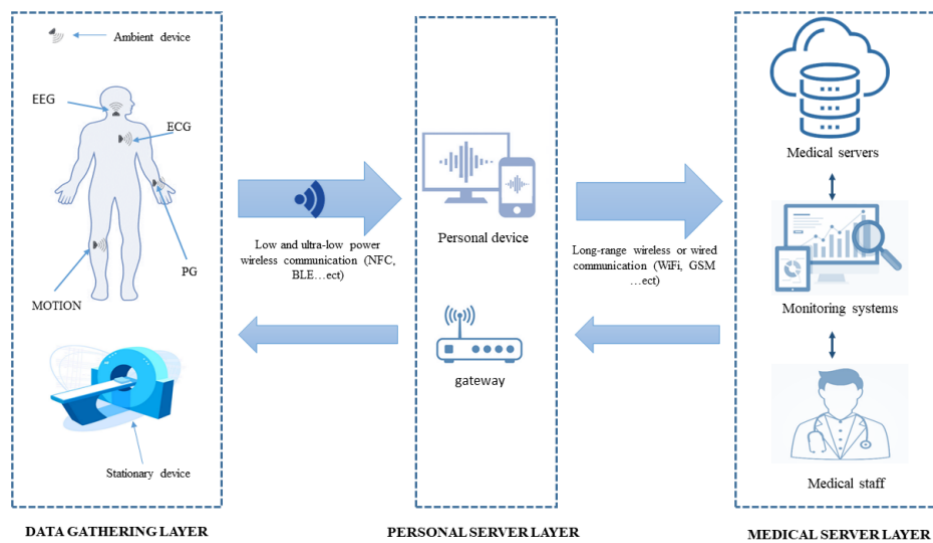 Ambient device
EEG
ECG
PG
MOTION
Stationary device
DATA GATHERING LAYER
Low and ultra-low power
wireless communication (NFC,
BLE…ect)
Personal device
gateway
PERSONAL SERVER LAYER
Long-range wireless or wired
communication (WiFi, GSM
…ect)
Medical servers
Monitoring systems
Medical staff
MEDICAL SERVER LAYER